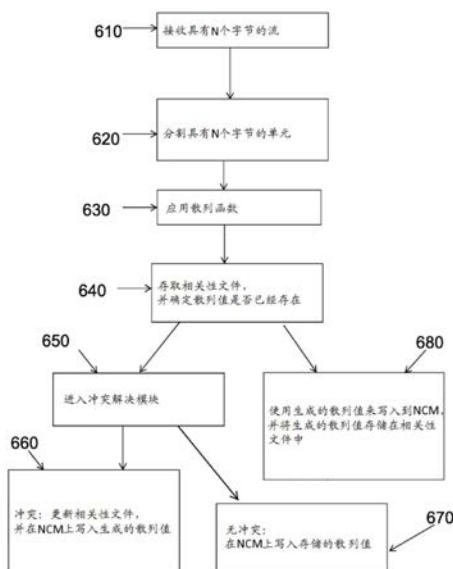 610
接收具有N个字节的流
620
分割具有N个字节的单元
630
应用散列函数
640
存取相关性文件，
并确定散列值是否已经存在
650
进入冲突解决模块
680
使用生成的散列值来写入到NCM，
并将生成的散列值存储在相关性
文件中
660
冲突：更新相关性文件，
并在NCM上写入生成的散列值
无冲突：
在NCM上写入存储的散列值
670